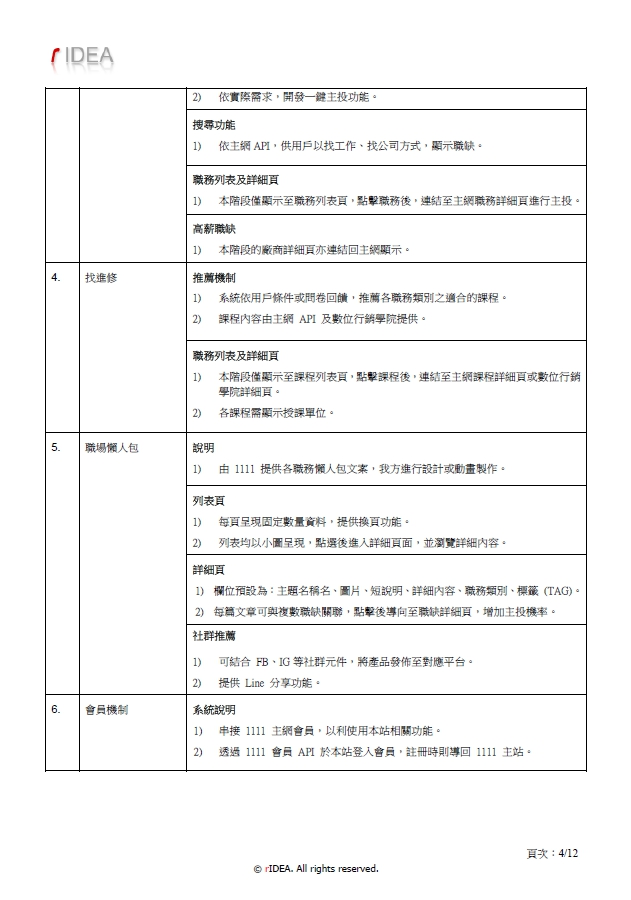 r IDEA
2) 依實際需求，開發一鍵主投功能。
搜尋功能
1) 依主網 API，供用戶以找工作、找公司方式，顯示職缺。
職務列表及詳細頁
1) 本階段僅顯示至職務列表頁，點擊職務後，連結至主網職務詳細頁進行主投。
高薪職缺
1) 本階段的廠商詳細頁亦連結回主網顯示。
4. 找進修 推薦機制
1) 系統依用戶條件或問卷回饋，推薦各職務類別之適合的課程。
2) 課程內容由主網 API 及數位行銷學院提供。
職務列表及詳細頁
1) 本階段僅顯示至課程列表頁，點擊課程後，連結至主網課程詳細頁或數位行銷
學院詳細頁。
2) 各課程需顯示授課單位。
5. 職場懶人包 說明
1) 由 1111 提供各職務懶人包文案，我方進行設計或動畫製作。
列表頁
1) 每頁呈現固定數量資料，提供換頁功能。
2) 列表均以小圖呈現，點選後進入詳細頁面，並瀏覽詳細內容。
詳細頁
1) 欄位預設為：主題名稱名、圖片、短說明、詳細內容、職務類別、標籤 (TAG)。
2) 每篇文章可與複數職缺關聯，點擊後導向至職缺詳細頁，增加主投機率。
社群推薦
1) 可結合 FB、IG 等社群元件，將產品發佈至對應平台。
2) 提供 Line 分享功能。
6. 會員機制 系統說明
1) 串接 1111 主網會員，以利使用本站相關功能。
2) 透過 1111 會員 API 於本站登入會員，註冊時則導回 1111 主站。
頁次：4/12
© rIDEA. All rights reserved.